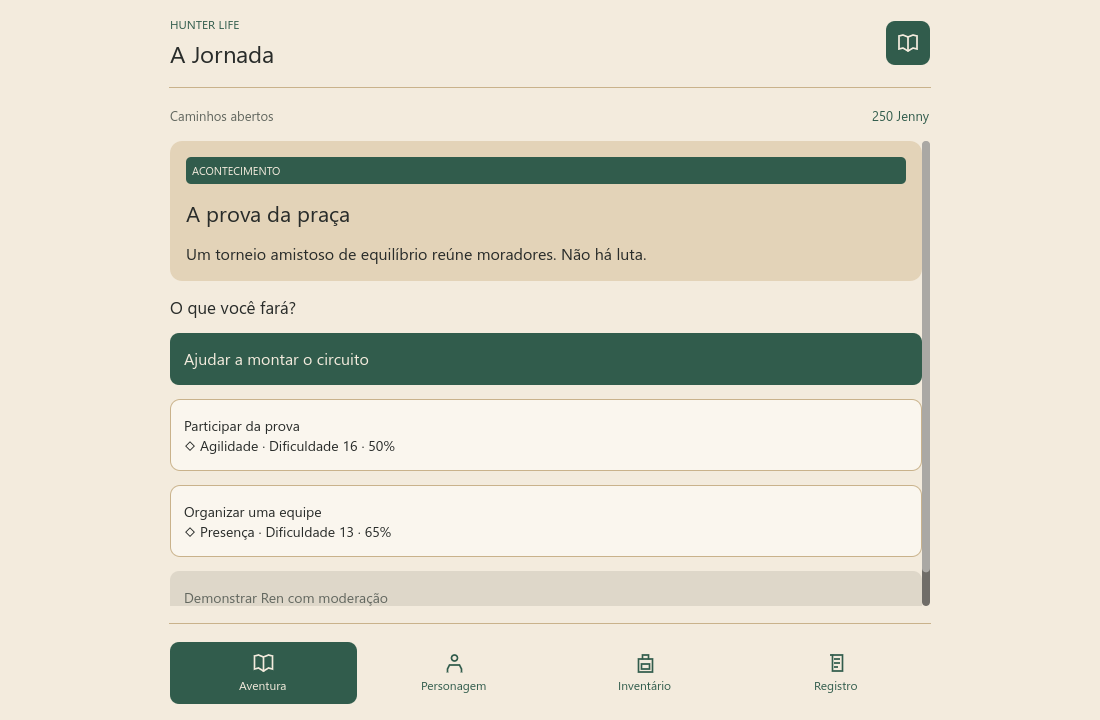 HUNTER LIFE
A Jornada
Caminhos abertos
250 Jenny
ACONTECIMENTO
A prova da praça
Um torneio amistoso de equilíbrio reúne moradores. Não há luta.
O que você fará?
Ajudar a montar o circuito
Participar da prova
◇ Agilidade · Dificuldade 16 · 50%
Organizar uma equipe
◇ Presença · Dificuldade 13 · 65%
Demonstrar Ren com moderação
Aventura
Personagem
Inventário
Registro